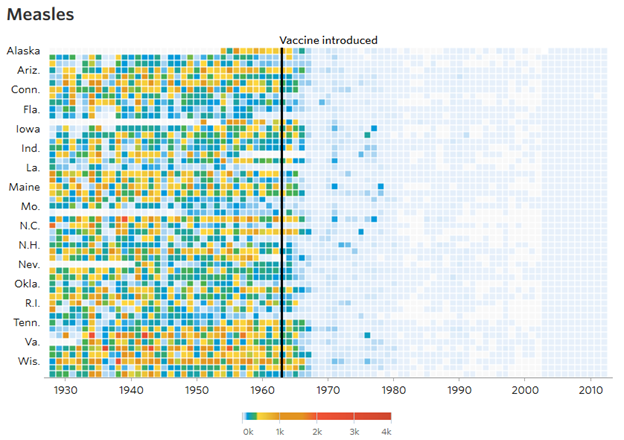 Measles
Vaccine introduced
Alaska
Ariz.
Conn.
Fla.
Iowa
Ind.
La.
Maine
Mo.
N.C.
N.H.
Nev.
Okla.
R.I.
Tenn.
Va.
Wis.
1930 1940 1950 1960 1970 1980 1990 2000 2010
0k 1k 2k 3k 4k